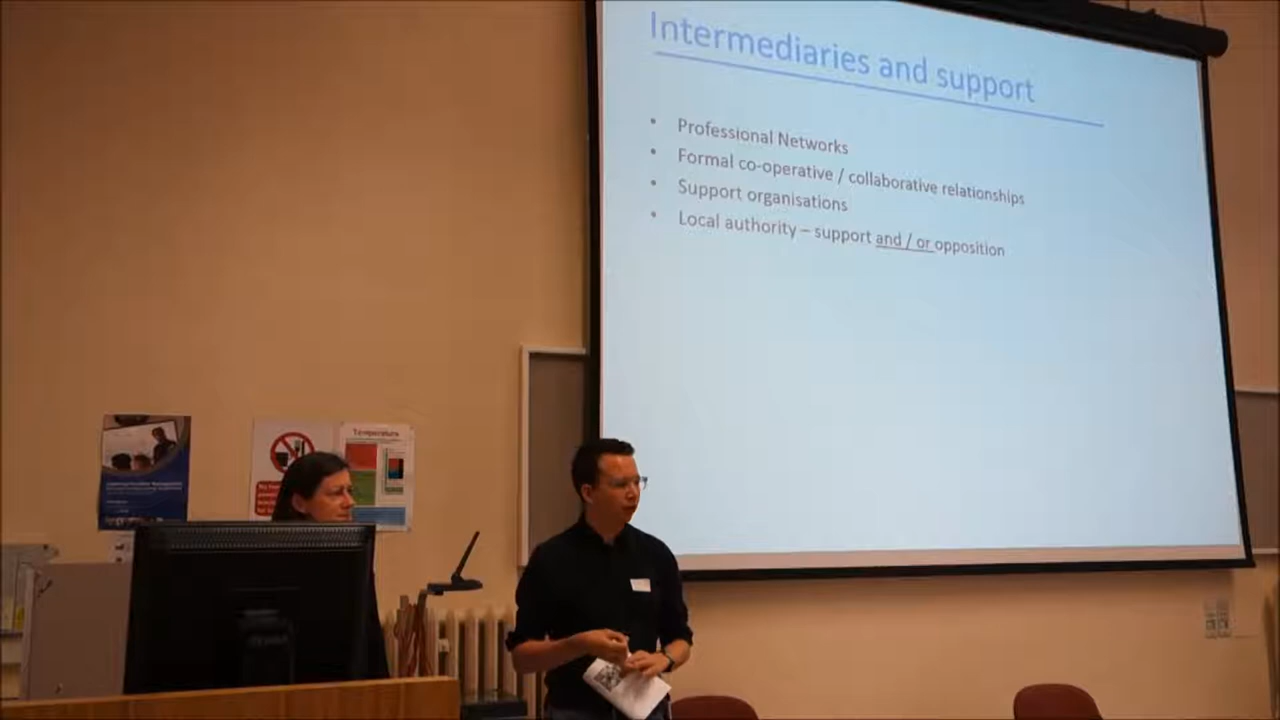 Intermediaries and support
• Professional Networks
• Formal co-operative / collaborative relationships
• Support organisations
• Local authority – support and / or opposition
Temperature